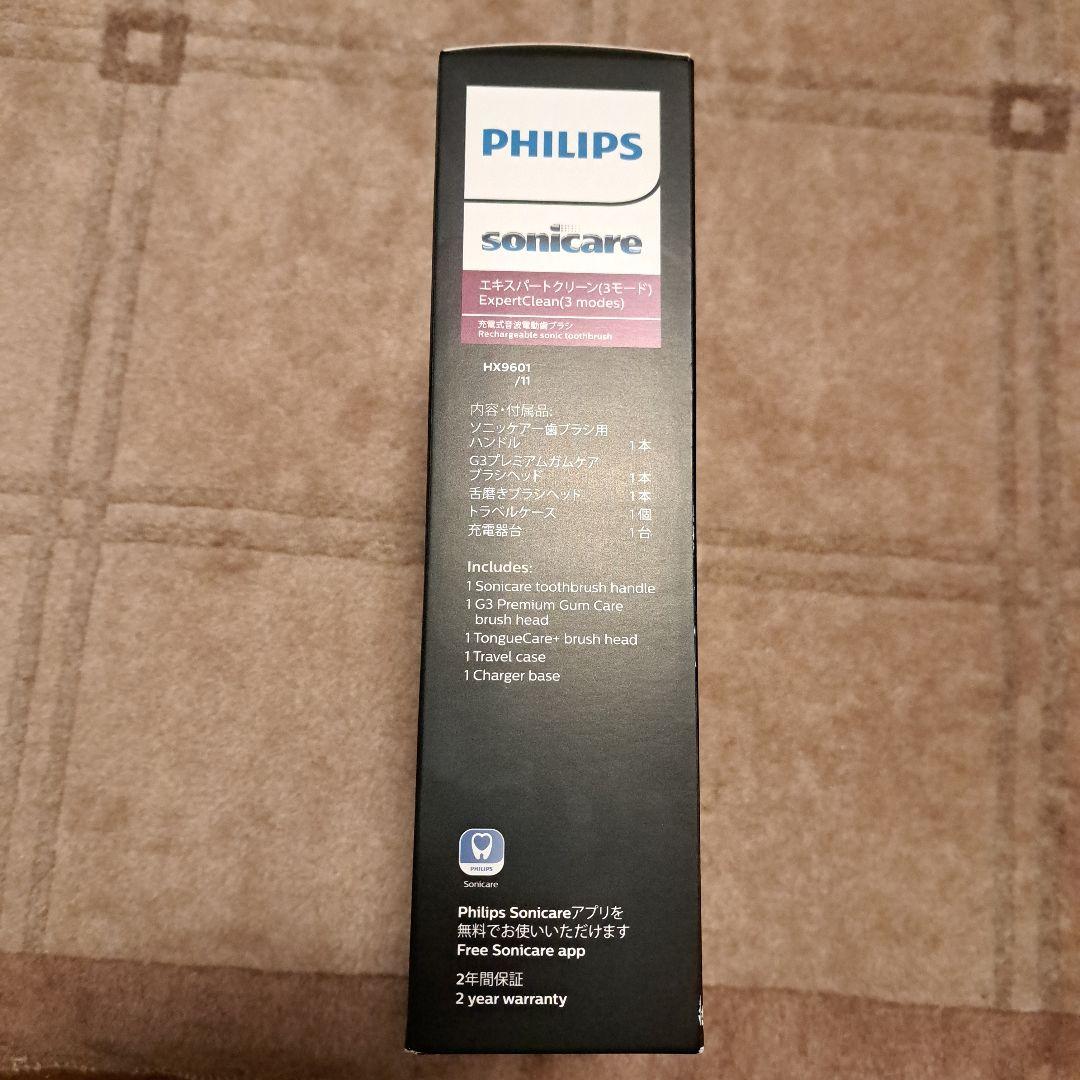 PHILIPS
sonicare
エキスパートクリーン(3モード)
ExpertClean(3 modes)
充電式音波電動歯ブラシ
Rechargeable sonic toothbrush
HX9601
/11
内容・付属品:
ソニッケアー歯ブラシ用
ハンドル 1本
G3プレミアムガムケア
ブラシヘッド 1本
舌磨きブラシヘッド 1本
トラベルケース 1個
充電器台 1台
Includes:
1 Sonicare toothbrush handle
1 G3 Premium Gum Care
brush head
1 TongueCare+ brush head
1 Travel case
1 Charger base
PHILIPS
Sonicare
Philips Sonicareアプリを
無料でお使いいただけます
Free Sonicare app
2年間保証
2 year warranty